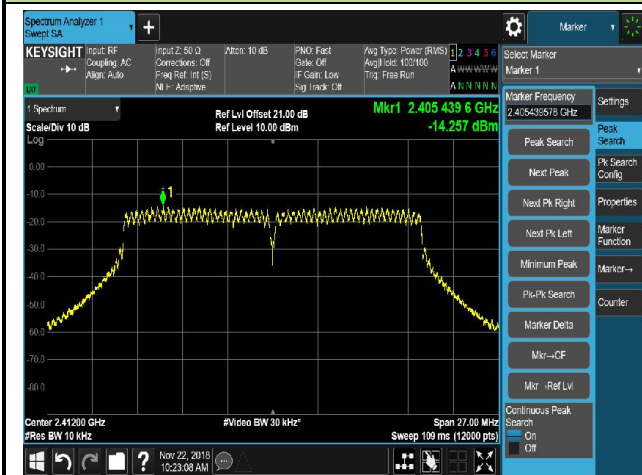 Spectrum Analyzer 1
Swept SA
+
Marker
KEYSIGHT
Input: RF
Coupling: AC
Align: Auto
Input Z: 50 Ω
Corrections: Off
Freq Ref: Int (S)
NFE: Adaptive
Atten: 10 dB
PNO: Fast
Gate: Off
IF Gain: Low
Sig Track: Off
Avg Type: Power (RMS)
Avg|Hold: 100/100
Trig: Free Run
1 2 3 4 5 6
A W W W W W
A N N N N N
Select Marker
Marker 1
1 Spectrum
Scale/Div 10 dB
Log
Ref Lvl Offset 21.00 dB
Ref Level 10.00 dBm
Mkr1 2.405 439 6 GHz
-14.257 dBm
Marker Frequency
2.405439578 GHz
Settings
Peak Search
Peak
Search
Next Peak
Pk Search
Config
Next Pk Right
Properties
Next Pk Left
Marker
Function
Minimum Peak
Marker→
Pk-Pk Search
Counter
Marker Delta
Mkr→CF
Mkr→Ref Lvl
Continuous Peak
Search
On
Off
0.00
-10.0
1
-20.0
-30.0
-40.0
-50.0
-60.0
-70.0
-80.0
Center 2.41200 GHz
#Res BW 10 kHz
#Video BW 30 kHz*
Span 27.00 MHz
Sweep 109 ms (12000 pts)
?
Nov 22, 2018
10:23:08 AM